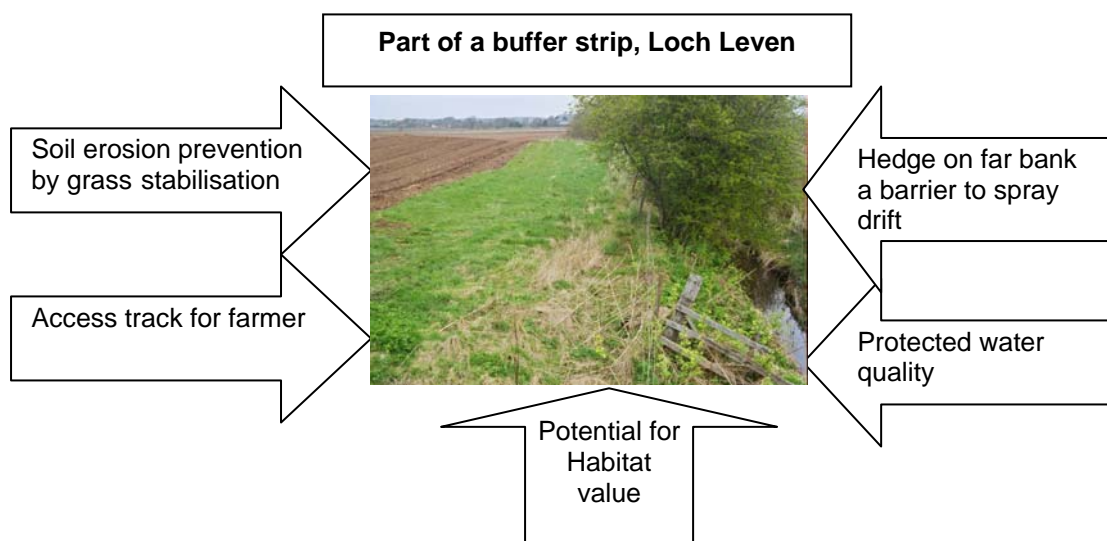 Part of a buffer strip, Loch Leven
Soil erosion prevention
by grass stabilisation
Hedge on far bank
a barrier to spray
drift
Access track for farmer
Protected water
quality
Potential for
Habitat
value